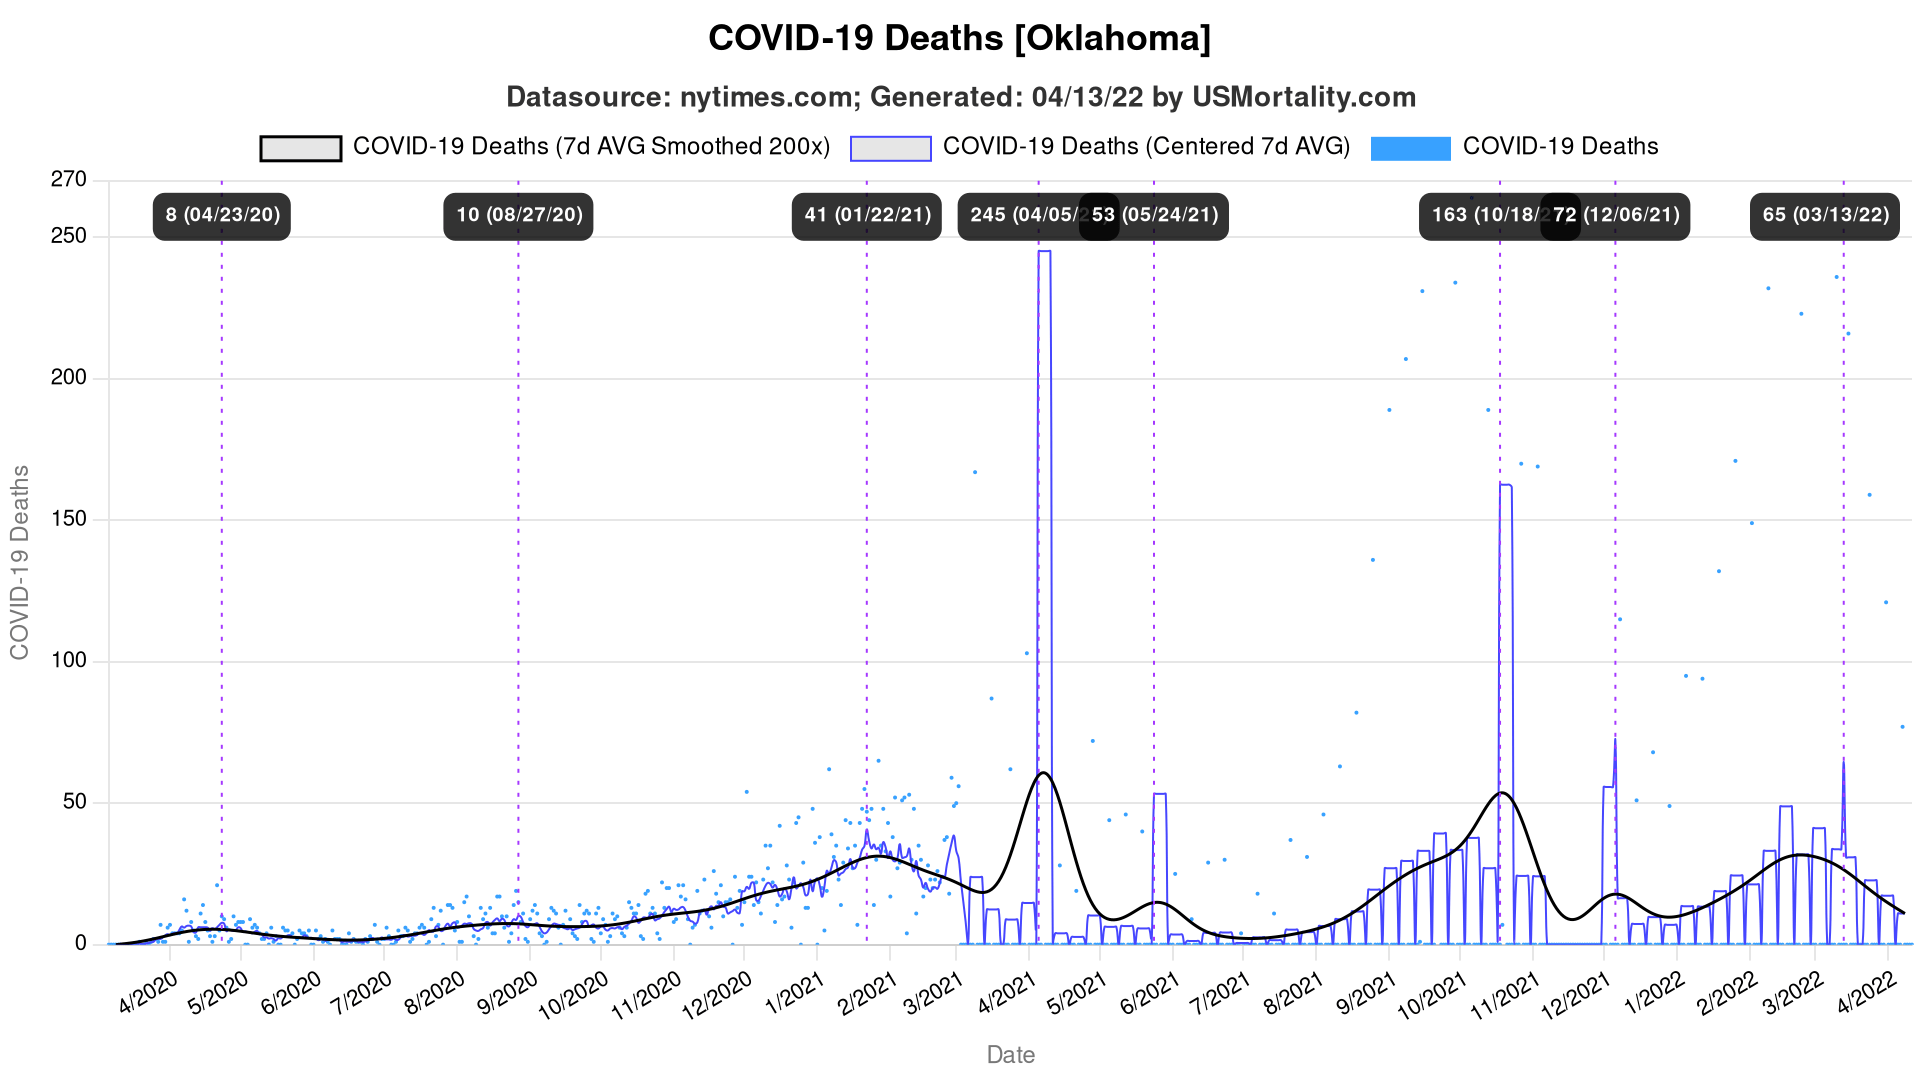 COVID-19 Deaths [Oklahoma]
Datasource: nytimes.com; Generated: 04/13/22 by USMortality.com
COVID-19 Deaths (7d AVG Smoothed 200x) COVID-19 Deaths (Centered 7d AVG) COVID-19 Deaths
270
8 (04/23/20) 10 (08/27/20) 41 (01/22/21) 245 (04/05/ 53 (05/24/21) 163 (10/18/ 72 (12/06/21) 65 (03/13/22)
250
200
150
100
50
0
COVID-19 Deaths
4/2020 5/2020 6/2020 7/2020 8/2020 9/2020 10/2020 11/2020 12/2020 1/2021 2/2021 3/2021 4/2021 5/2021 6/2021 7/2021 8/2021 9/2021 10/2021 11/2021 12/2021 1/2022 2/2022 3/2022 4/2022
Date